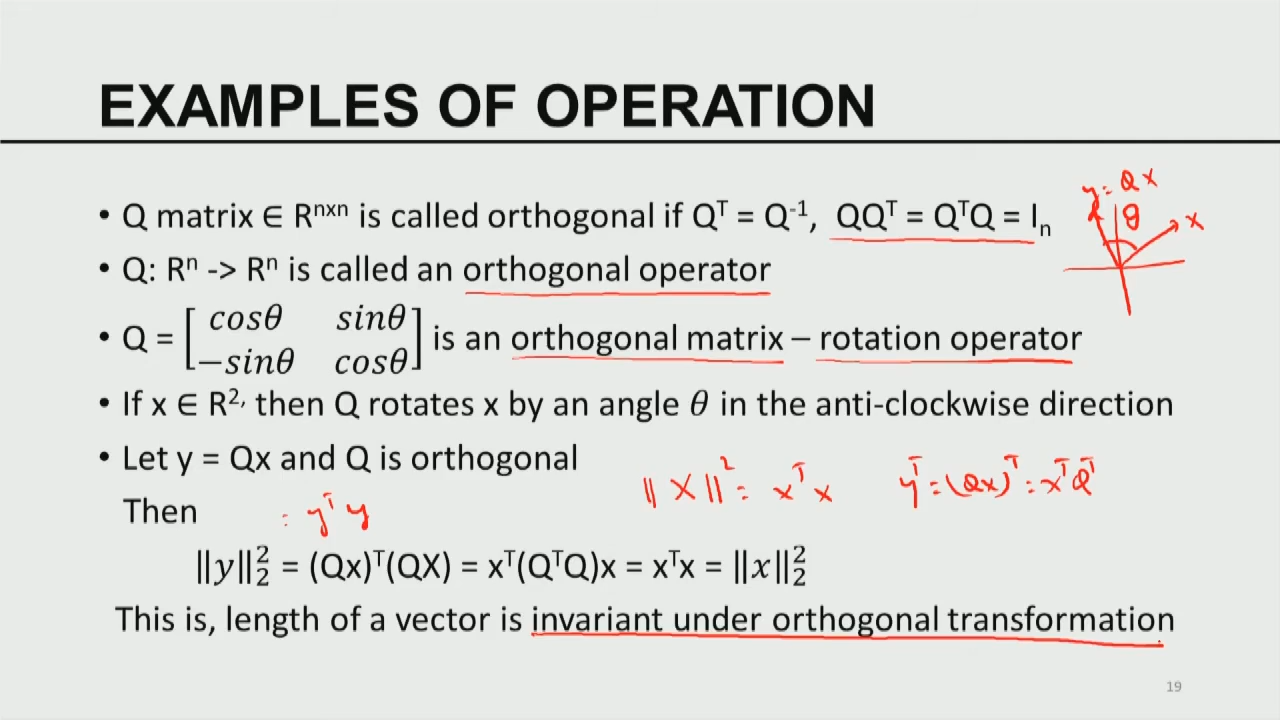 EXAMPLES OF OPERATION
y = Qx
• Q matrix ∈ Rⁿˣⁿ is called orthogonal if Qᵀ = Q⁻¹, QQᵀ = QᵀQ = Iₙ
θ
x
• Q: Rⁿ -> Rⁿ is called an orthogonal operator
• Q = [cosθ sinθ
−sinθ cosθ] is an orthogonal matrix – rotation operator
• If x ∈ R², then Q rotates x by an angle θ in the anti-clockwise direction
• Let y = Qx and Q is orthogonal
‖X‖² = xᵀx yᵀ = (Qx)ᵀ = xᵀQᵀ
Then = yᵀy
‖y‖₂² = (Qx)ᵀ(QX) = xᵀ(QᵀQ)x = xᵀx = ‖x‖₂²
This is, length of a vector is invariant under orthogonal transformation
19